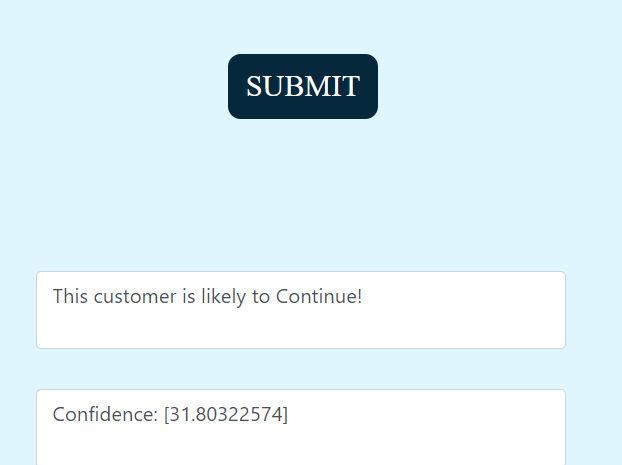 SUBMIT
This customer is likely to Continue!
Confidence: [31.80322574]